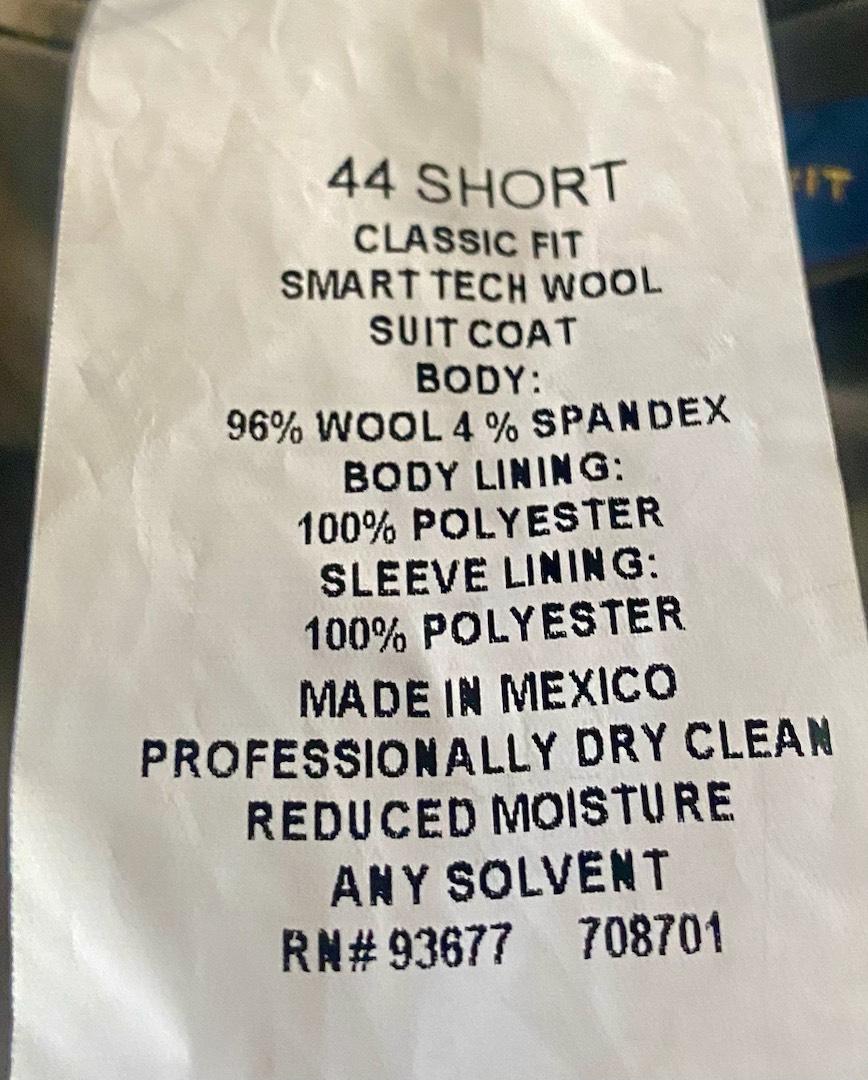 44 SHORT
CLASSIC FIT
SMART TECH WOOL
SUIT COAT
BODY:
96% WOOL 4 % SPANDEX
BODY LINING:
100% POLYESTER
SLEEVE LINING:
100% POLYESTER
MADE IN MEXICO
PROFESSIONALLY DRY CLEAN
REDUCED MOISTURE
ANY SOLVENT
RN# 93677 708701